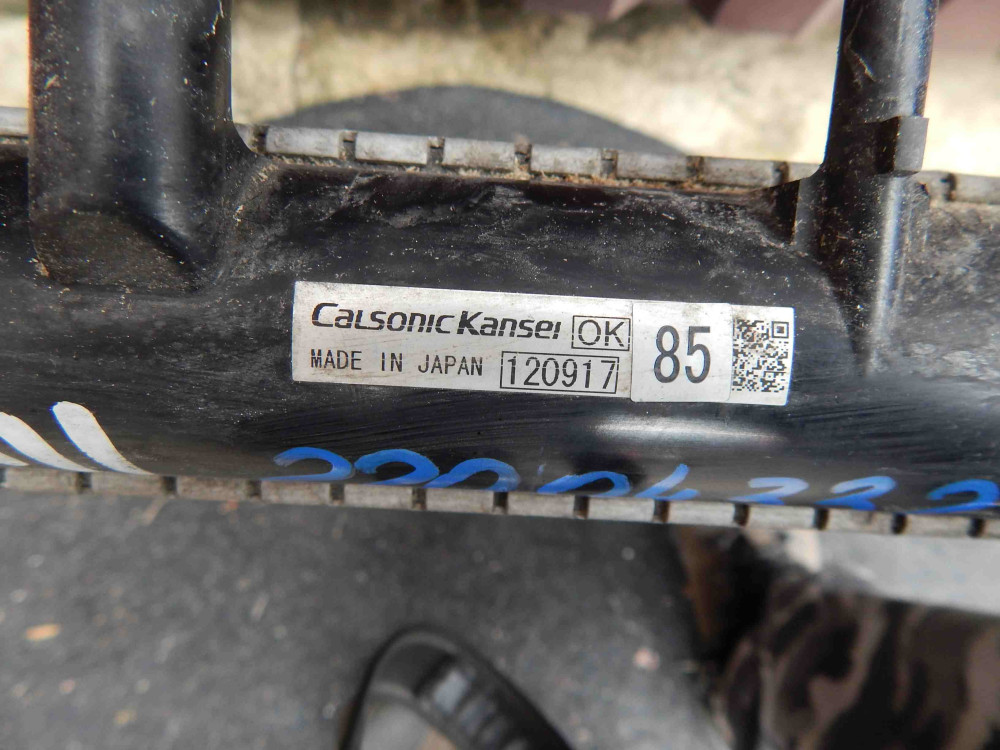 CalsonicKansei OK
MADE IN JAPAN 120917
85